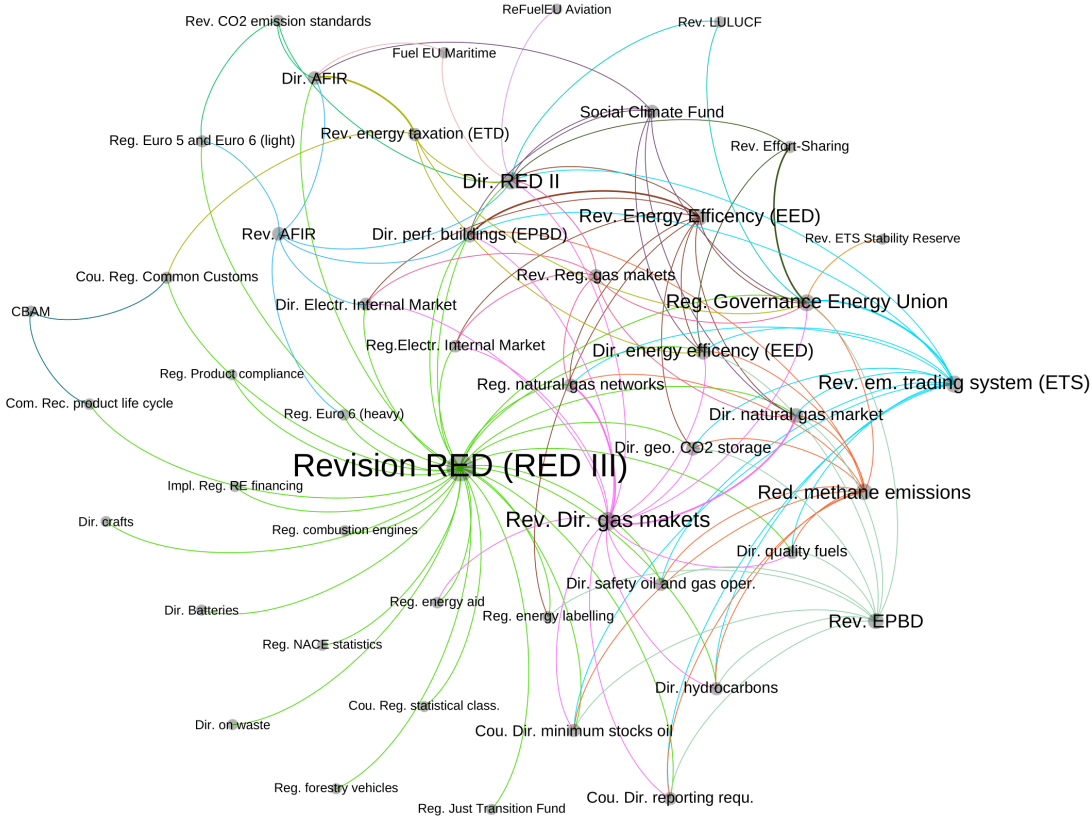 ReFuelEU Aviation
Rev. CO2 emission standards
Rev. LULUCF
Fuel EU Maritime
Dir. AFIR
Social Climate Fund
Rev. energy taxation (ETD)
Reg. Euro 5 and Euro 6 (light)
Rev. Effort-Sharing
Dir. RED II
Rev. Energy Efficency (EED)
Rev. AFIR
Dir. perf. buildings (EPBD)
Rev. ETS Stability Reserve
Cou. Reg. Common Customs
Rev. Reg. gas makets
Dir. Electr. Internal Market
Reg. Governance Energy Union
CBAM
Reg.Electr. Internal Market
Dir. energy efficency (EED)
Reg. Product compliance
Reg. natural gas networks
Rev. em. trading system (ETS)
Com. Rec. product life cycle
Reg. Euro 6 (heavy)
Dir. natural gas market
Dir. geo. CO2 storage
Revision RED (RED III)
Impl. Reg. RE financing
Red. methane emissions
Dir. crafts
Reg. combustion engines
Rev. Dir. gas makets
Dir. quality fuels
Dir. safety oil and gas oper.
Reg. energy aid
Dir. Batteries
Reg. energy labelling
Rev. EPBD
Reg. NACE statistics
Dir. hydrocarbons
Cou. Reg. statistical class.
Dir. on waste
Cou. Dir. minimum stocks oil
Reg. forestry vehicles
Cou. Dir. reporting requ.
Reg. Just Transition Fund